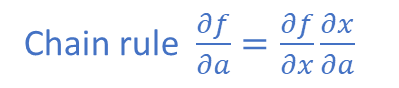 Chain rule ∂f/∂a = ∂f/∂x ∂x/∂a